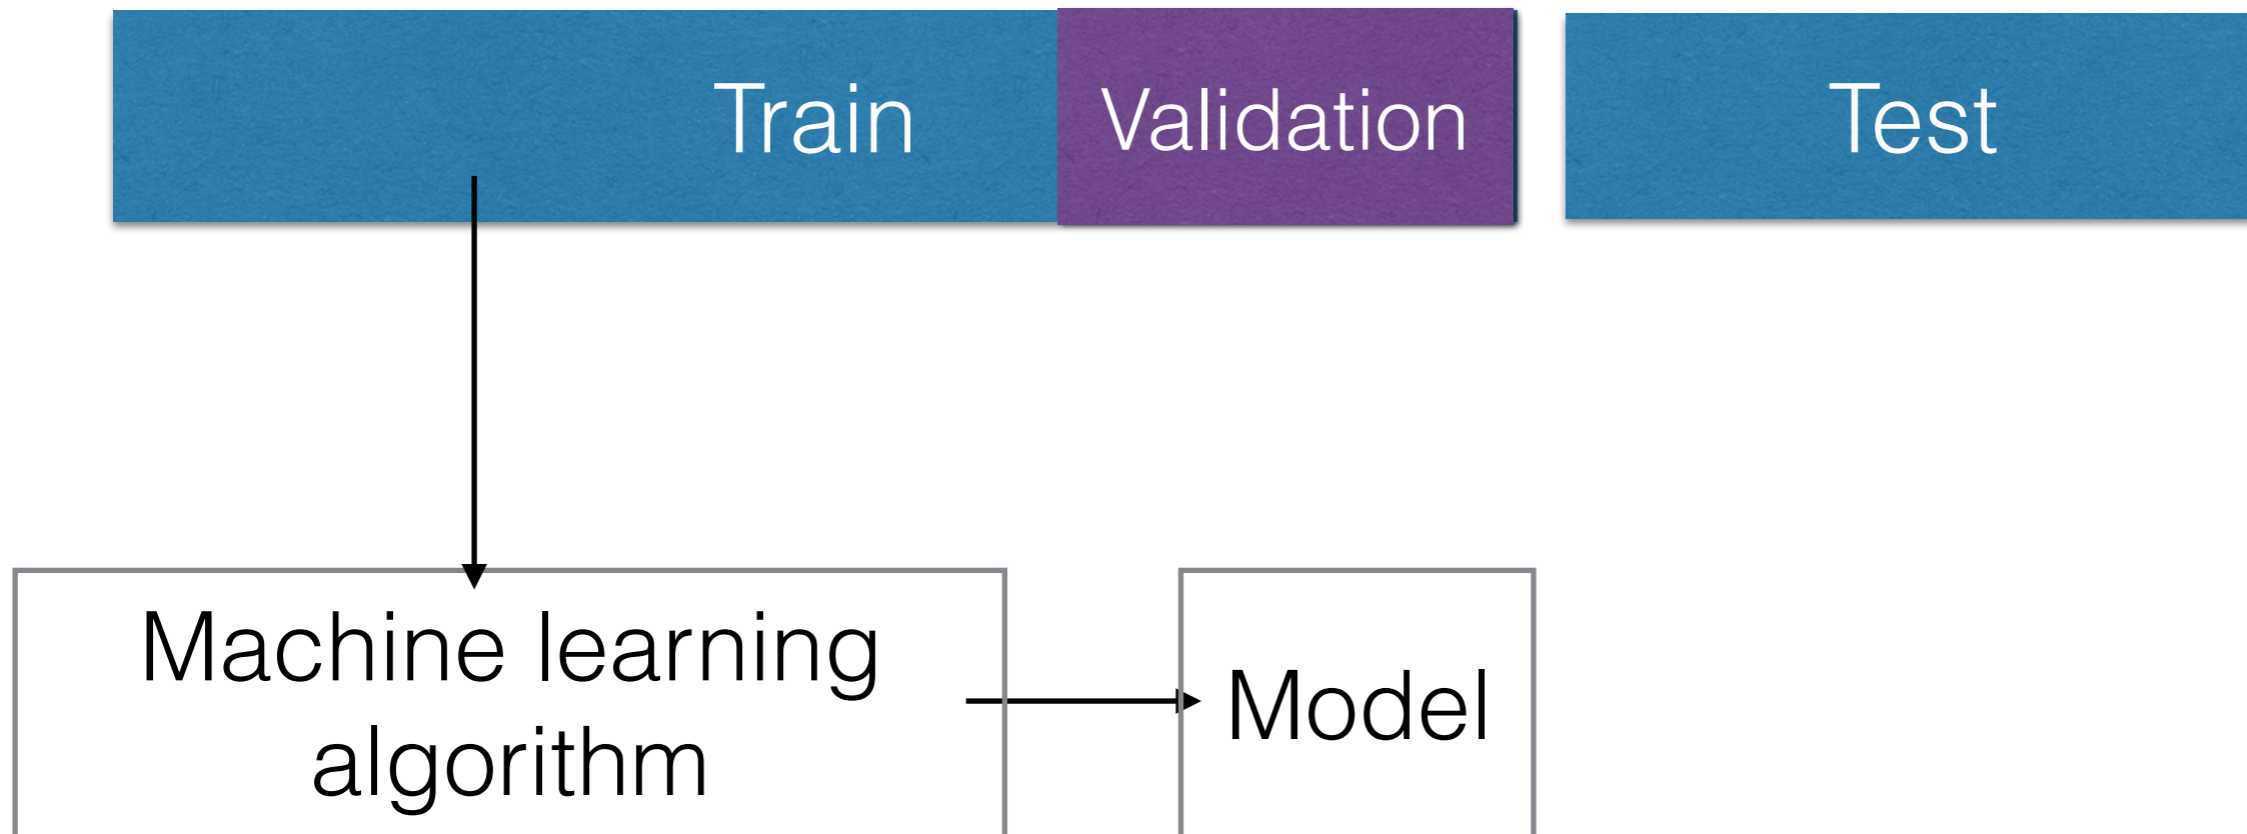 Train
Validation
Test
Machine learning
algorithm
Model